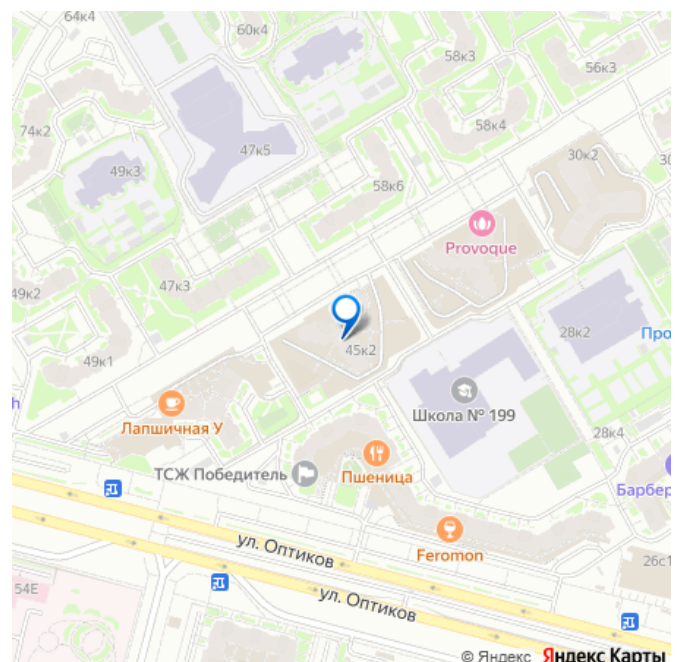 64к4
60к4
58к3
56к3
74к2
47к5
58к4
30к2
49к3
58к6
Provoque
47к3
49к2
45к2
28к2
Про
49к1
Школа № 199
h
Лапшичная У
28к4
ТСЖ Победитель
Пшеница
Барбер
ул. Оптиков
Feromon
26с1
54Е
ул. Оптиков
© Яндекс Яндекс Карты